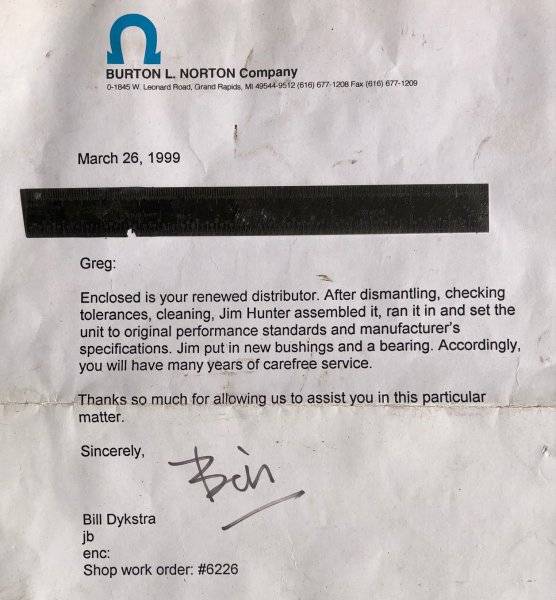 BURTON L. NORTON Company
0-1845 W. Leonard Road, Grand Rapids, MI 49544-9512 (616) 677-1208 Fax (616) 677-1209
March 26, 1999
Greg:
Enclosed is your renewed distributor. After dismantling, checking
tolerances, cleaning, Jim Hunter assembled it, ran it in and set the
unit to original performance standards and manufacturer's
specifications. Jim put in new bushings and a bearing. Accordingly,
you will have many years of carefree service.
Thanks so much for allowing us to assist you in this particular
matter.
Sincerely,
Bill
Bill Dykstra
jb
enc:
Shop work order: #6226